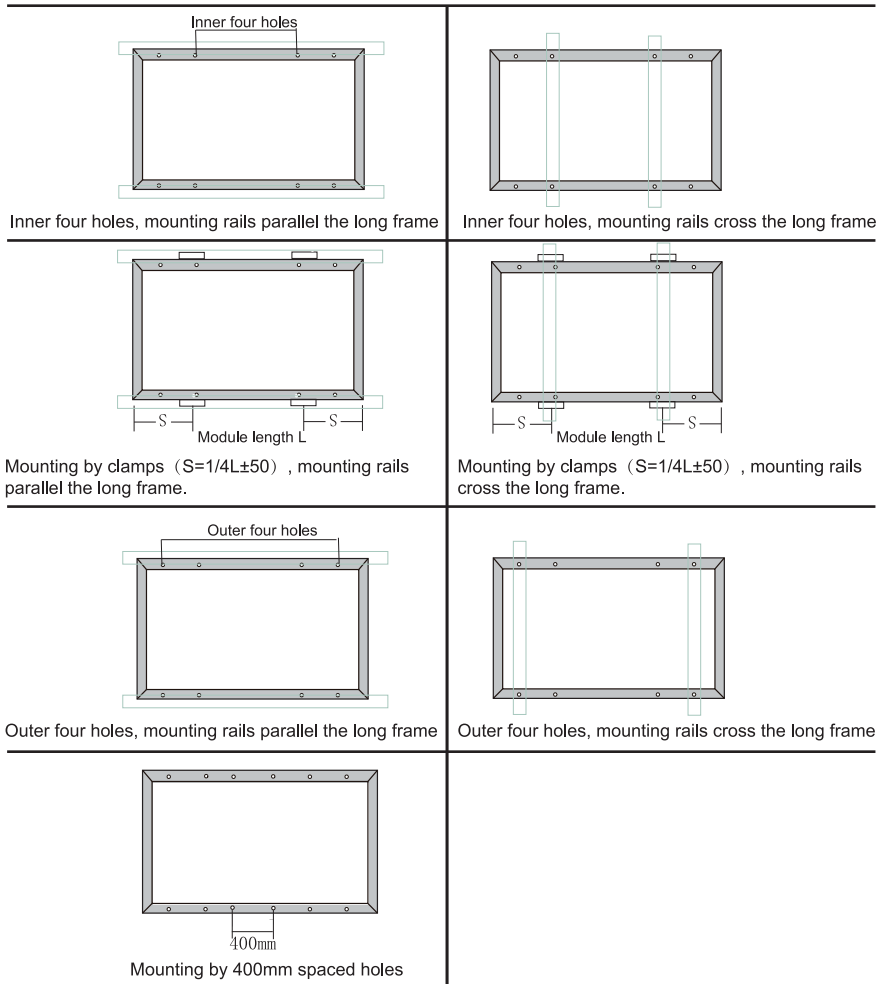 Inner four holes
Inner four holes, mounting rails parallel the long frame
Inner four holes, mounting rails cross the long frame
S
S
Module length L
Mounting by clamps（S=1/4L±50）, mounting rails
parallel the long frame.
S
S
Module length L
Mounting by clamps（S=1/4L±50）, mounting rails
cross the long frame.
Outer four holes
Outer four holes, mounting rails parallel the long frame
Outer four holes, mounting rails cross the long frame
400mm
Mounting by 400mm spaced holes